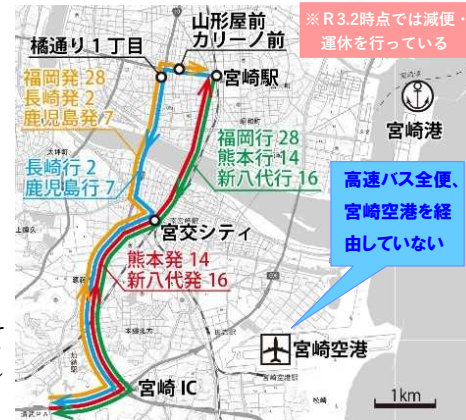 ※R3.2時点では減便・
運休を行っている
山形屋前
カリーノ前
橘通り1丁目
宮崎駅
福岡発 28
長崎発 2
鹿児島発 7
宮崎港
福岡行 28
熊本行 14
新八代行 16
長崎行 2
鹿児島行 7
高速バス全便、
宮崎空港を経
由していない
宮交シティ
熊本発 14
新八代発 16
宮崎空港
宮崎IC
1km